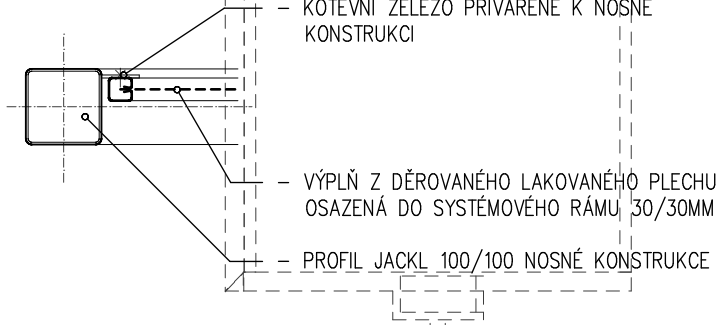 – KOTEVNÍ ŽELEZO PŘIVAŘENÉ K NOSNÉ
KONSTRUKCI
– VÝPLŇ Z DĚROVANÉHO LAKOVANÉHO PLECHU
OSAZENÁ DO SYSTÉMOVÉHO RÁMU 30/30MM
– PROFIL JACKL 100/100 NOSNÉ KONSTRUKCE